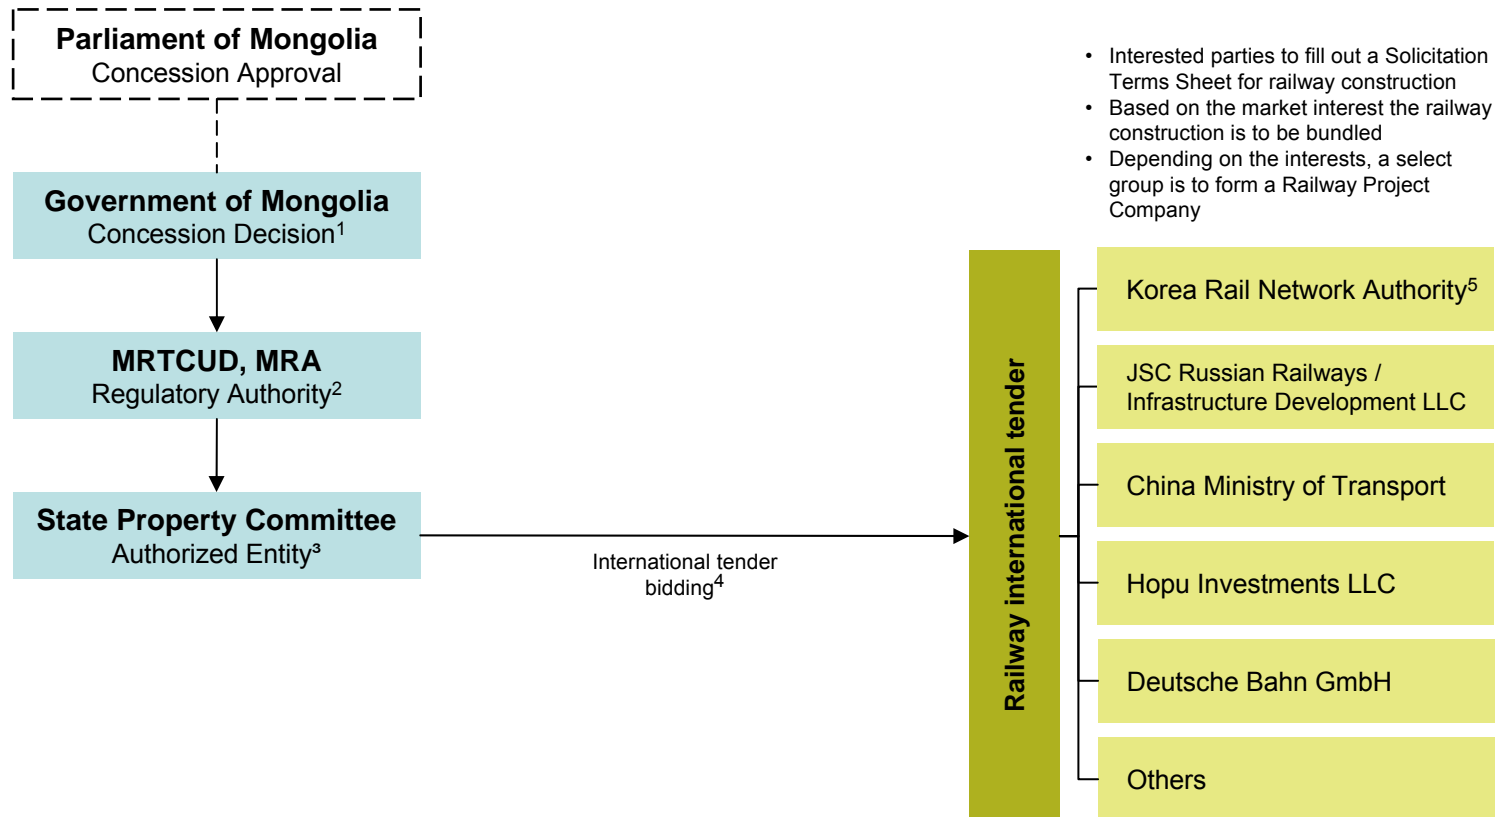 Parliament of Mongolia
Concession Approval
Government of Mongolia
Concession Decision¹
MRTCUD, MRA
Regulatory Authority²
State Property Committee
Authorized Entity³
International tender
bidding⁴
Railway international tender
• Interested parties to fill out a Solicitation
Terms Sheet for railway construction
• Based on the market interest the railway
construction is to be bundled
• Depending on the interests, a select
group is to form a Railway Project
Company
Korea Rail Network Authority⁵
JSC Russian Railways /
Infrastructure Development LLC
China Ministry of Transport
Hopu Investments LLC
Deutsche Bahn GmbH
Others